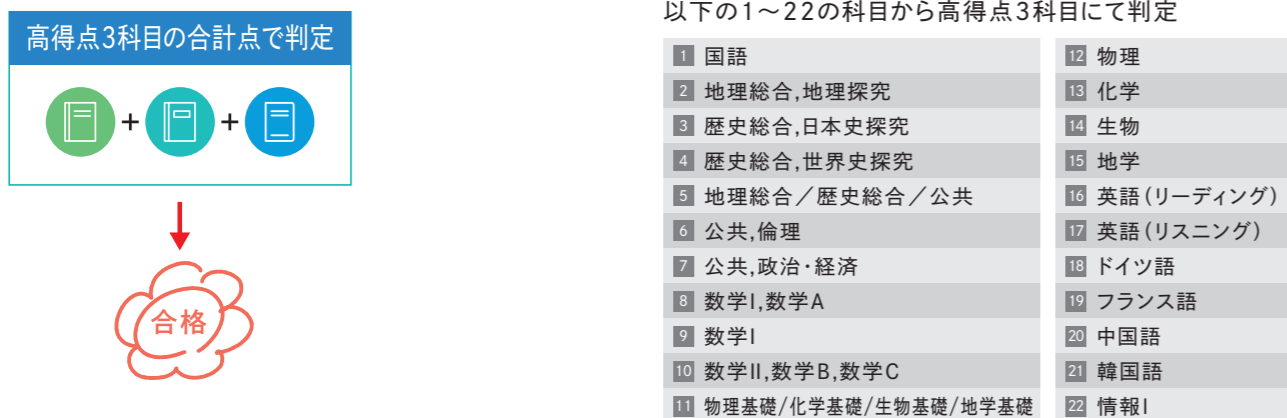 高得点3科目の合計点で判定
+ +
合格
以下の1～22の科目から高得点3科目にて判定
1 国語
2 地理総合,地理探究
3 歴史総合,日本史探究
4 歴史総合,世界史探究
5 地理総合／歴史総合／公共
6 公共,倫理
7 公共,政治・経済
8 数学I,数学A
9 数学I
10 数学II,数学B,数学C
11 物理基礎/化学基礎/生物基礎/地学基礎
12 物理
13 化学
14 生物
15 地学
16 英語(リーディング)
17 英語(リスニング)
18 ドイツ語
19 フランス語
20 中国語
21 韓国語
22 情報I